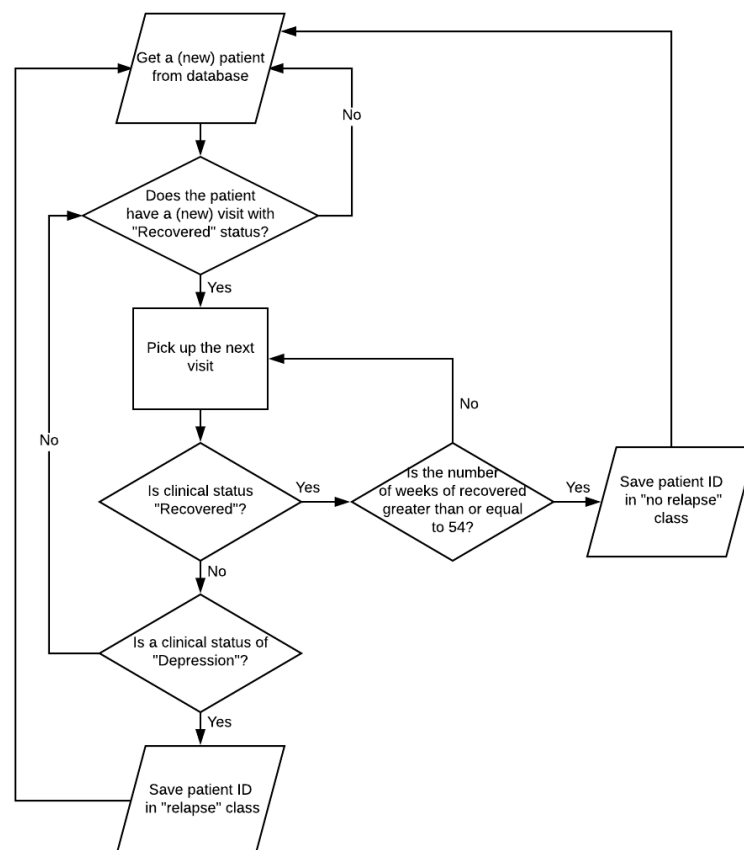 Get a (new) patient
from database
No
Does the patient
have a (new) visit with
"Recovered" status?
Yes
Pick up the next
visit
No
No
Is clinical status
"Recovered"?
Yes
Is the number
of weeks of recovered
greater than or equal
to 54?
Yes
Save patient ID
in "no relapse"
class
No
Is a clinical status of
"Depression"?
Yes
Save patient ID
in "relapse" class